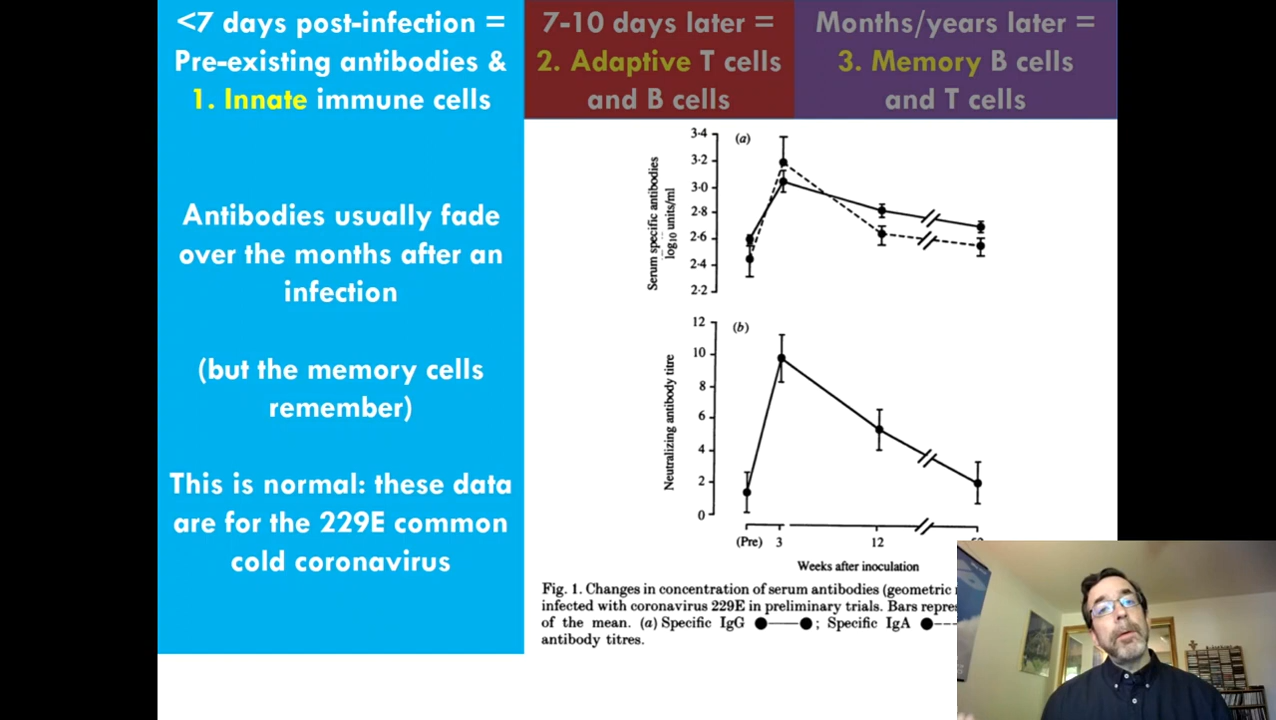 <7 days post-infection =
Pre-existing antibodies &
1. Innate immune cells
7-10 days later =
2. Adaptive T cells
and B cells
Months/years later =
3. Memory B cells
and T cells
Antibodies usually fade
over the months after an
infection
(but the memory cells
remember)
This is normal: these data
are for the 229E common
cold coronavirus
Serum specific antibodies
log10 units/ml
(a)
3·4
3·2
3·0
2·8
2·6
2·4
2·2
Neutralizing antibody titre
(b)
12
10
8
6
4
2
0
(Pre) 3 12
Weeks after inoculation
Fig. 1. Changes in concentration of serum antibodies (geometric
infected with coronavirus 229E in preliminary trials. Bars
of the mean. (a) Specific IgG ; Specific IgA
antibody titres.